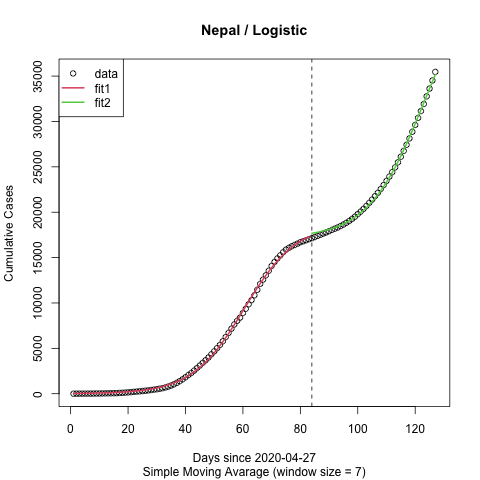 Nepal / Logistic
data
fit1
fit2
Cumulative Cases
35000
30000
25000
20000
15000
10000
5000
0
0 20 40 60 80 100 120
Days since 2020-04-27
Simple Moving Avarage (window size = 7)